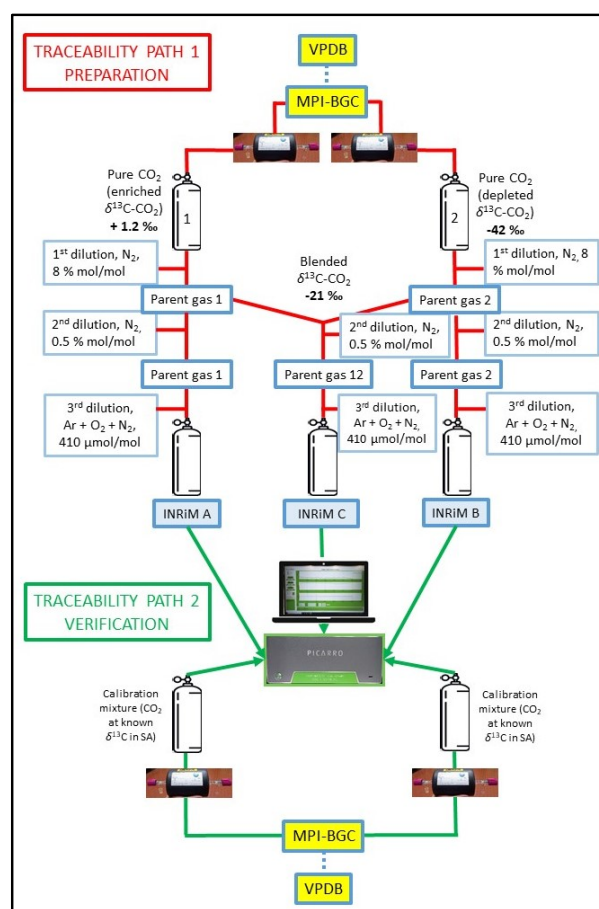 TRACEABILITY PATH 1
PREPARATION
VPDB
MPI-BGC
Pure CO₂
(enriched
δ¹³C-CO₂)
+ 1.2 ‰
1
Pure CO₂
(depleted
δ¹³C-CO₂)
-42 ‰
2
1st dilution, N₂,
8 % mol/mol
Blended
δ¹³C-CO₂
-21 ‰
1st dilution, N₂, 8
% mol/mol
Parent gas 1
Parent gas 2
2nd dilution, N₂,
0.5 % mol/mol
2nd dilution, N₂,
0.5 % mol/mol
2nd dilution, N₂,
0.5 % mol/mol
Parent gas 1
Parent gas 12
Parent gas 2
3rd dilution,
Ar + O₂ + N₂,
410 µmol/mol
3rd dilution,
Ar + O₂ + N₂,
410 µmol/mol
3rd dilution,
Ar + O₂ + N₂,
410 µmol/mol
INRiM A
INRiM C
INRiM B
TRACEABILITY PATH 2
VERIFICATION
PICARRO
Calibration
mixture (CO₂
at known
δ¹³C in SA)
Calibration
mixture (CO₂
at known
δ¹³C in SA)
MPI-BGC
VPDB